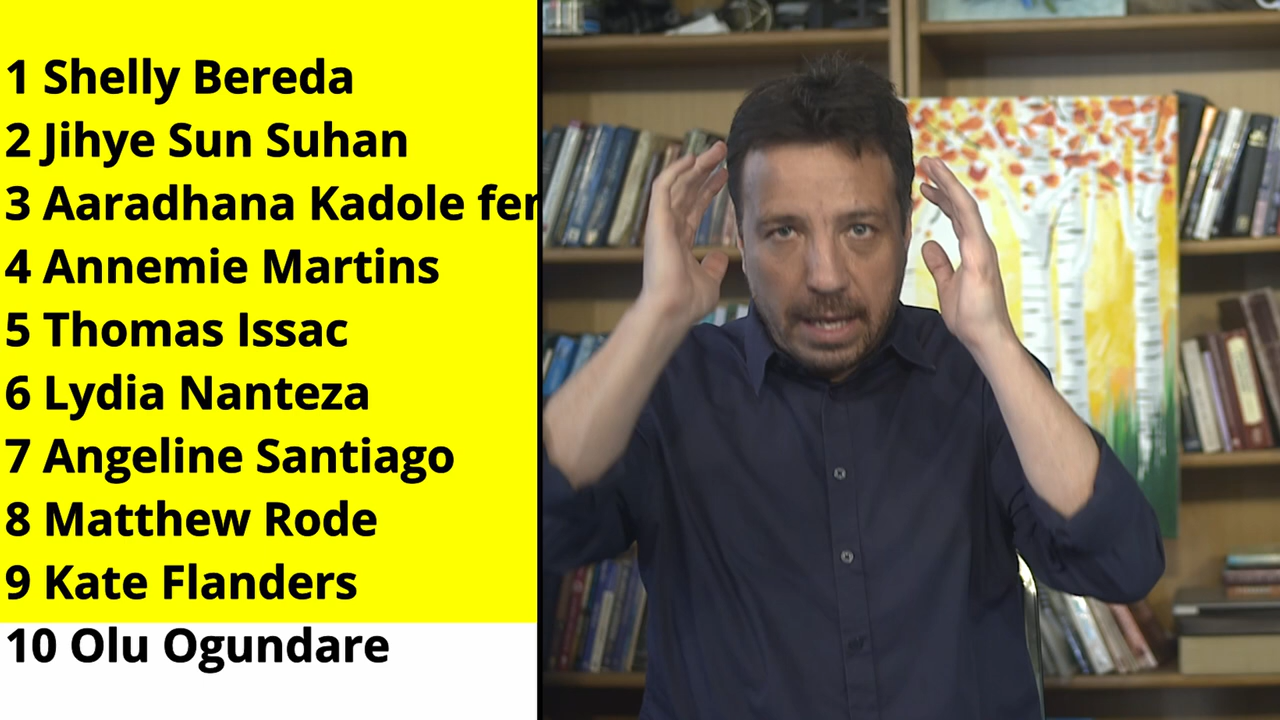 1 Shelly Bereda
2 Jihye Sun Suhan
3 Aaradhana Kadole
4 Annemie Martins
5 Thomas Issac
6 Lydia Nanteza
7 Angeline Santiago
8 Matthew Rode
9 Kate Flanders
10 Olu Ogundare